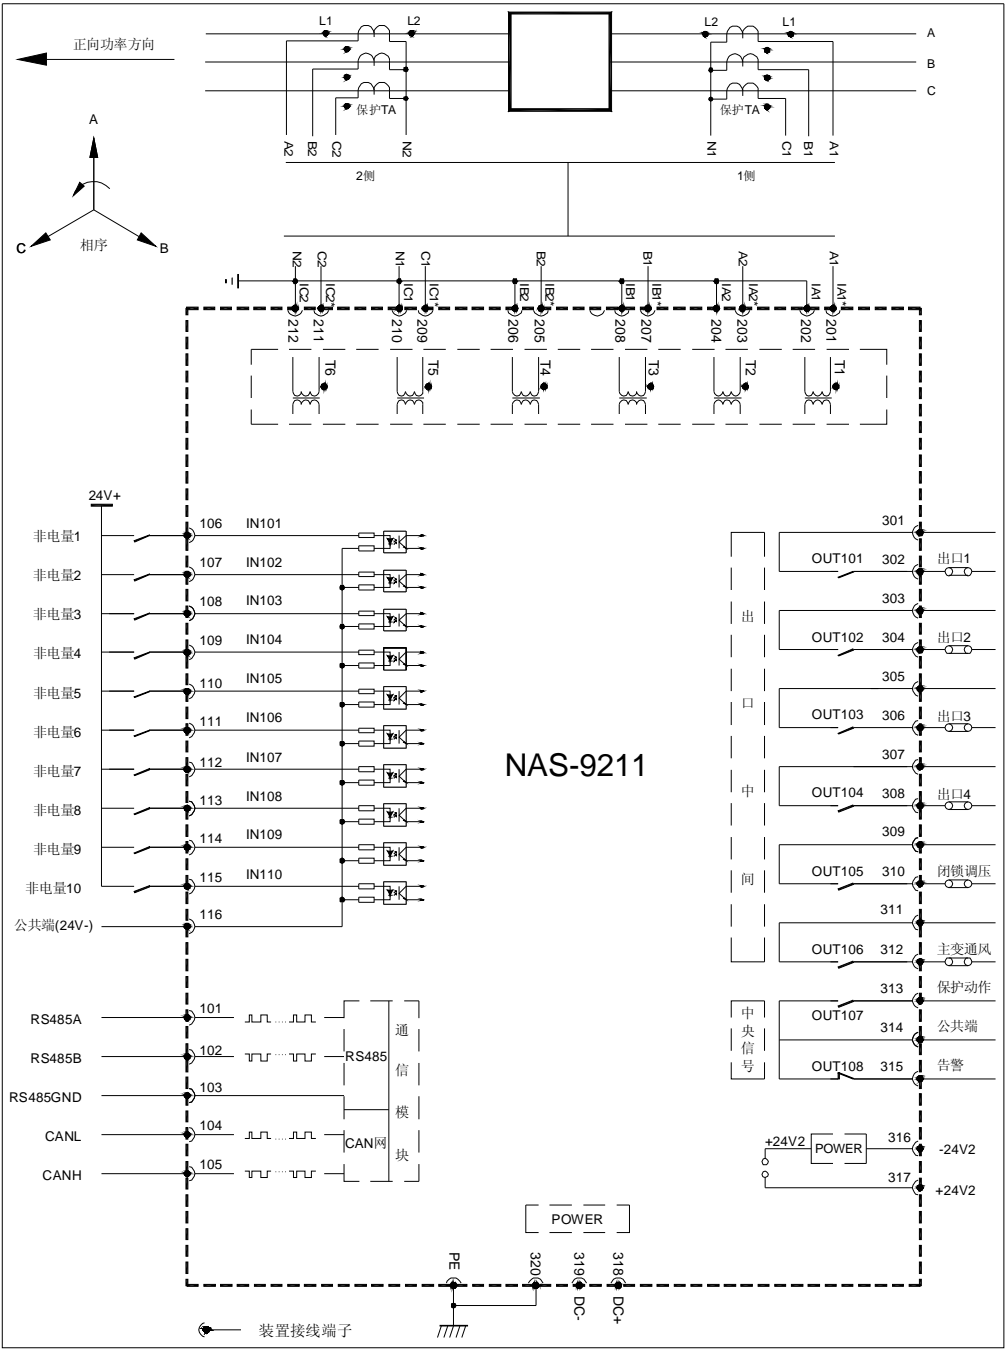 L1 L2 L2 L1
A
正向功率方向
B
C
保护TA 保护TA
A2 B2 C2 N2 N1 C1 B1 A1
2侧 1侧
A
C B
相序
N2 C2 N1 C1 B2 B1 A2 A1
IC2 IC2* IC1 IC1* IB2 IB2* IB1 IB1* IA2 IA2* IA1 IA1*
212 211 210 209 206 205 208 207 204 203 202 201
T6 T5 T4 T3 T2 T1
24V+
非电量1 106 IN101
非电量2 107 IN102
非电量3 108 IN103
非电量4 109 IN104
非电量5 110 IN105
非电量6 111 IN106
非电量7 112 IN107
非电量8 113 IN108
非电量9 114 IN109
非电量10 115 IN110
公共端(24V-) 116
NAS-9211
出口中间
301
OUT101 302 出口1
303
OUT102 304 出口2
305
OUT103 306 出口3
307
OUT104 308 出口4
309
OUT105 310 闭锁调压
311
OUT106 312 主变通风
中央信号
313 保护动作
OUT107
314 公共端
OUT108 315 告警
RS485A 101
RS485B 102
RS485GND 103
CANL 104
CANH 105
RS485
CAN网
通信模块
+24V2 POWER 316 -24V2
317 +24V2
POWER
PE 320 319 318
DC- DC+
装置接线端子